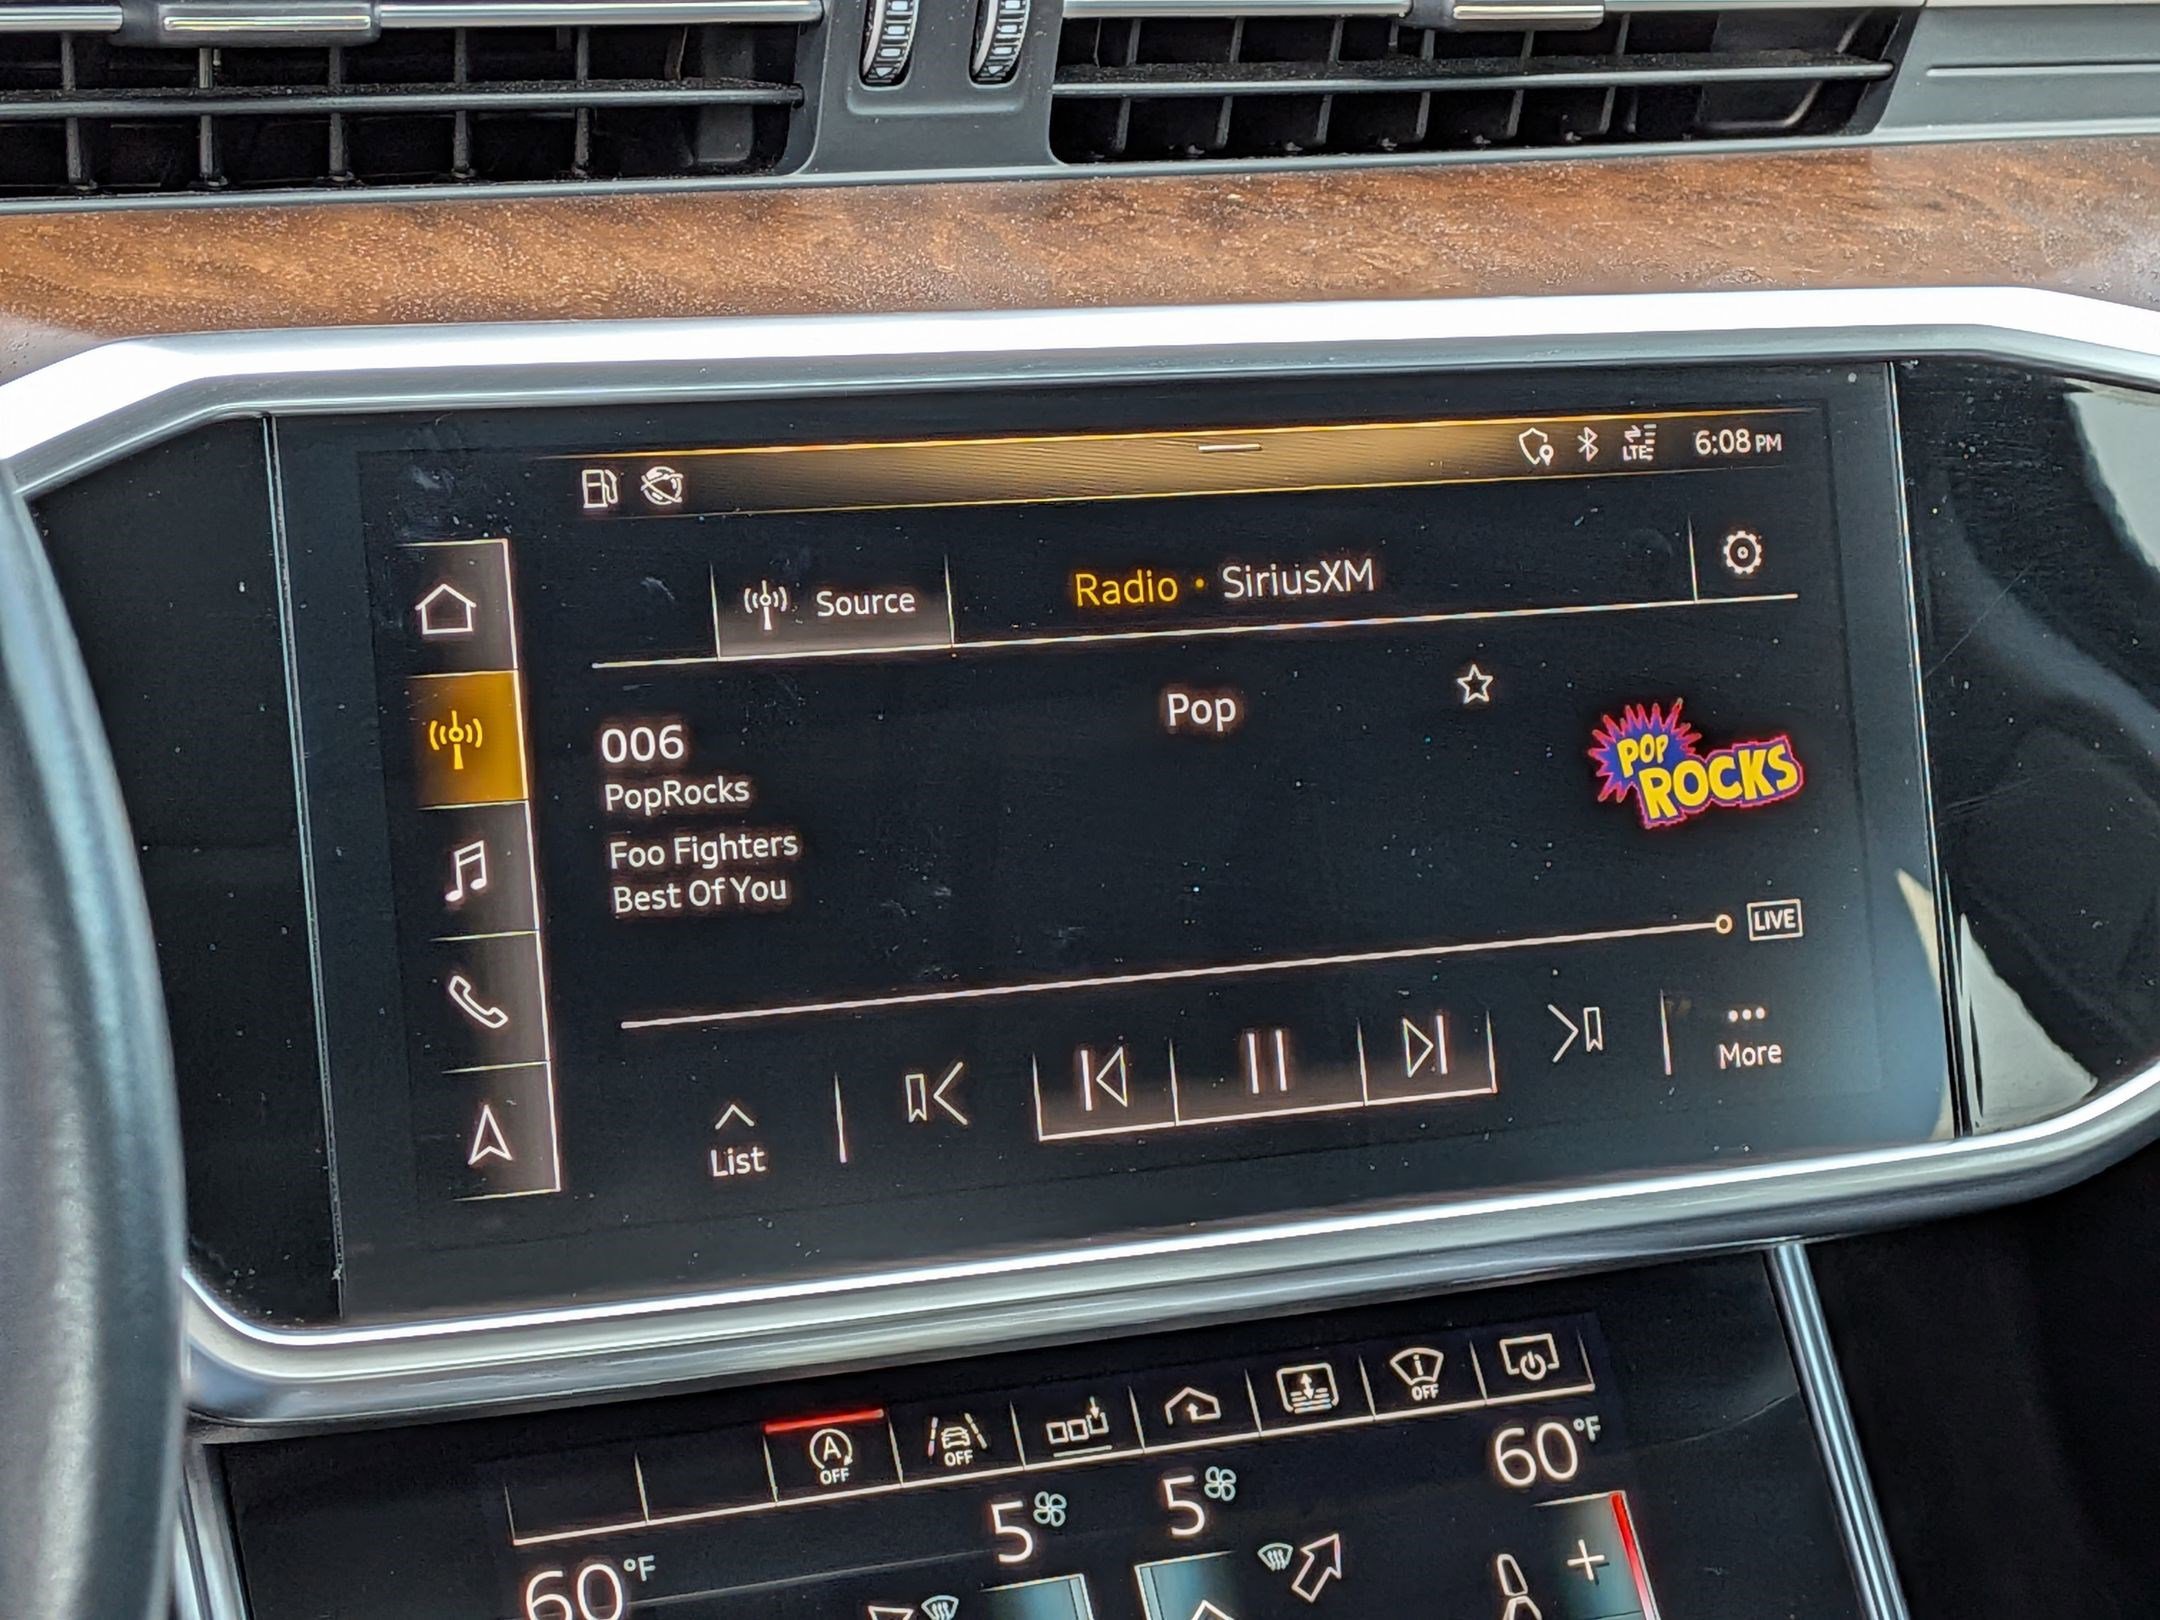 LTE 6:08 PM
Source Radio • SiriusXM
Pop
006
PopRocks
POP
ROCKS
Foo Fighters
Best Of You
LIVE
List
More
A
OFF
OFF
i
OFF
60°F
5
5
60°F
+